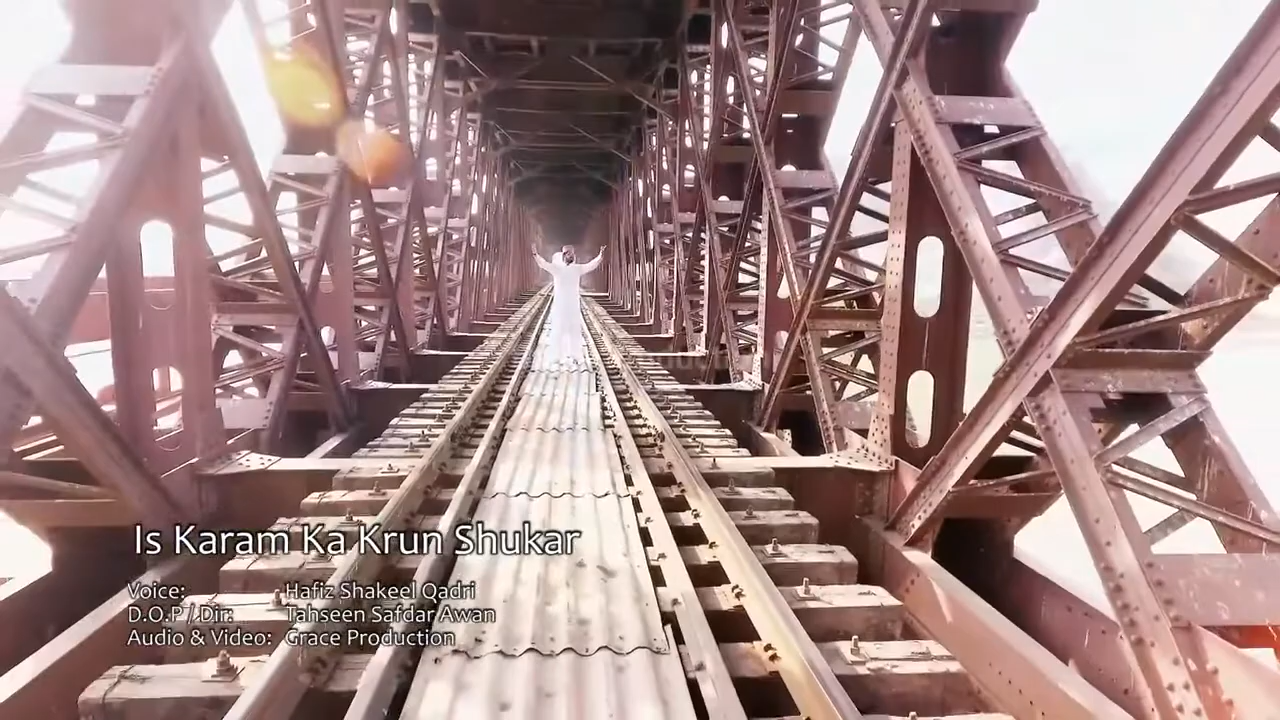 Is Karam Ka Krun Shukar
Voice: Hafiz Shakeel Qadri
D.O.P / Dir: Tahseen Safdar Awan
Audio & Video: Grace Production